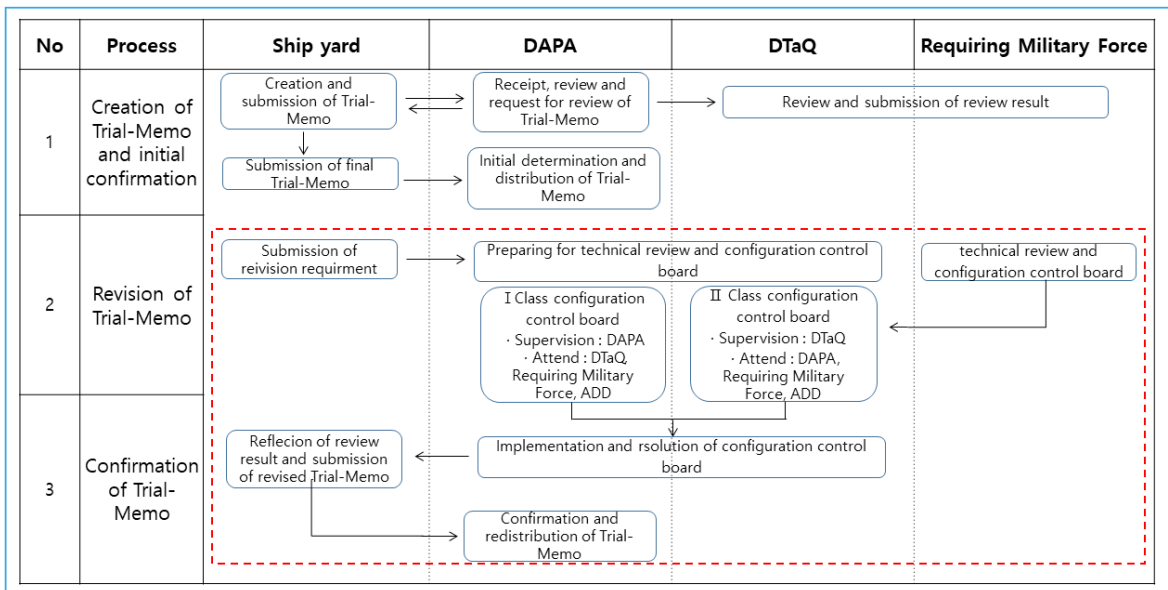 No
Process
Ship yard
DAPA
DTaQ
Requiring Military Force
1
Creation of
Trial-Memo
and initial
confirmation
Creation and
submission of Trial-
Memo
Receipt, review and
request for review of
Trial-Memo
Review and submission of review result
Submission of final
Trial-Memo
Initial determination and
distribution of Trial-
Memo
2
Revision of
Trial-Memo
Submission of
reivision requirment
Preparing for technical review and configuration control
board
technical review and
configuration control board
Ⅰ Class configuration
control board
· Supervision : DAPA
· Attend : DTaQ,
Requiring Military
Force, ADD
Ⅱ Class configuration
control board
· Supervision : DTaQ
· Attend : DAPA,
Requiring Military
Force, ADD
3
Confirmation
of Trial-
Memo
Reflecion of review
result and submission
of revised Trial-Memo
Implementation and rsolution of configuration control
board
Confirmation and
redistribution of Trial-
Memo